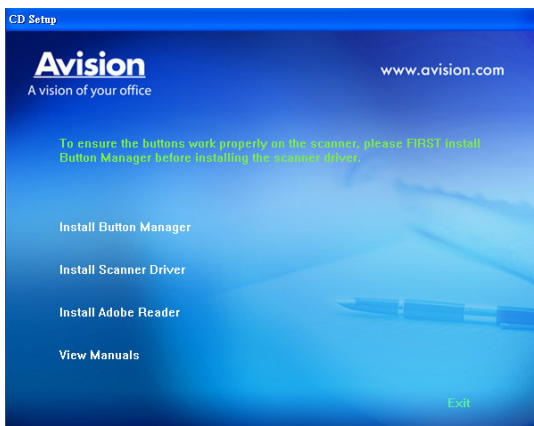 CD Setup
Avision
www.avision.com
A vision of your office
To ensure the buttons work properly on the scanner, please FIRST install
Button Manager before installing the scanner driver.
Install Button Manager
Install Scanner Driver
Install Adobe Reader
View Manuals
Exit